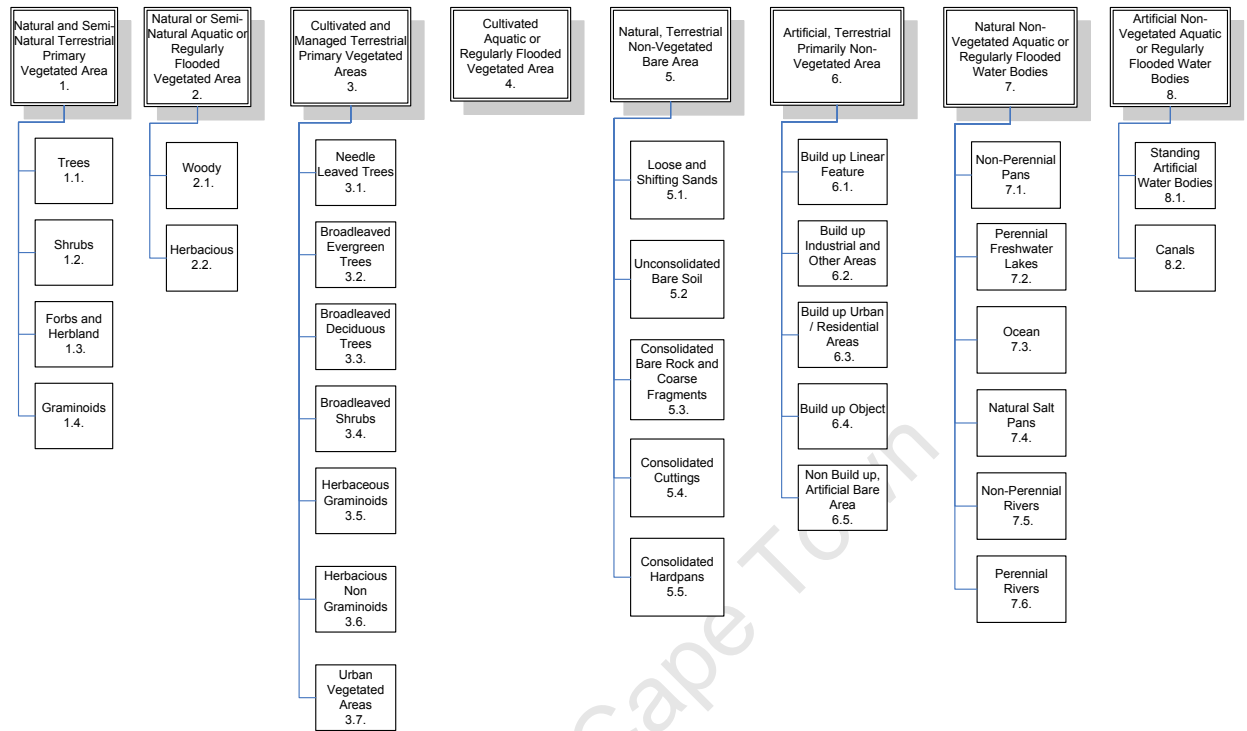 Natural and Semi-
Natural Terrestrial
Primary
Vegetated Area
1.
Trees
1.1.
Shrubs
1.2.
Forbs and
Herbland
1.3.
Graminoids
1.4.
Natural or Semi-
Natural Aquatic or
Regularly
Flooded
Vegetated Area
2.
Woody
2.1.
Herbacious
2.2.
Cultivated and
Managed Terrestrial
Primary Vegetated
Areas
3.
Needle
Leaved Trees
3.1.
Broadleaved
Evergreen
Trees
3.2.
Broadleaved
Deciduous
Trees
3.3.
Broadleaved
Shrubs
3.4.
Herbaceous
Graminoids
3.5.
Herbacious
Non
Graminoids
3.6.
Urban
Vegetated
Areas
3.7.
Cultivated
Aquatic or
Regularly Flooded
Vegetated Area
4.
Natural, Terrestrial
Non-Vegetated
Bare Area
5.
Loose and
Shifting Sands
5.1.
Unconsolidated
Bare Soil
5.2
Consolidated
Bare Rock and
Coarse
Fragments
5.3.
Consolidated
Cuttings
5.4.
Consolidated
Hardpans
5.5.
Artificial, Terrestrial
Primarily Non-
Vegetated Area
6.
Build up Linear
Feature
6.1.
Build up
Industrial and
Other Areas
6.2.
Build up Urban
/ Residential
Areas
6.3.
Build up Object
6.4.
Non Build up,
Artificial Bare
Area
6.5.
Natural Non-
Vegetated Aquatic or
Regularly Flooded
Water Bodies
7.
Non-Perennial
Pans
7.1.
Perennial
Freshwater
Lakes
7.2.
Ocean
7.3.
Natural Salt
Pans
7.4.
Non-Perennial
Rivers
7.5.
Perennial
Rivers
7.6.
Artificial Non-
Vegetated Aquatic
or Regularly
Flooded Water
Bodies
8.
Standing
Artificial
Water Bodies
8.1.
Canals
8.2.
Cape Town